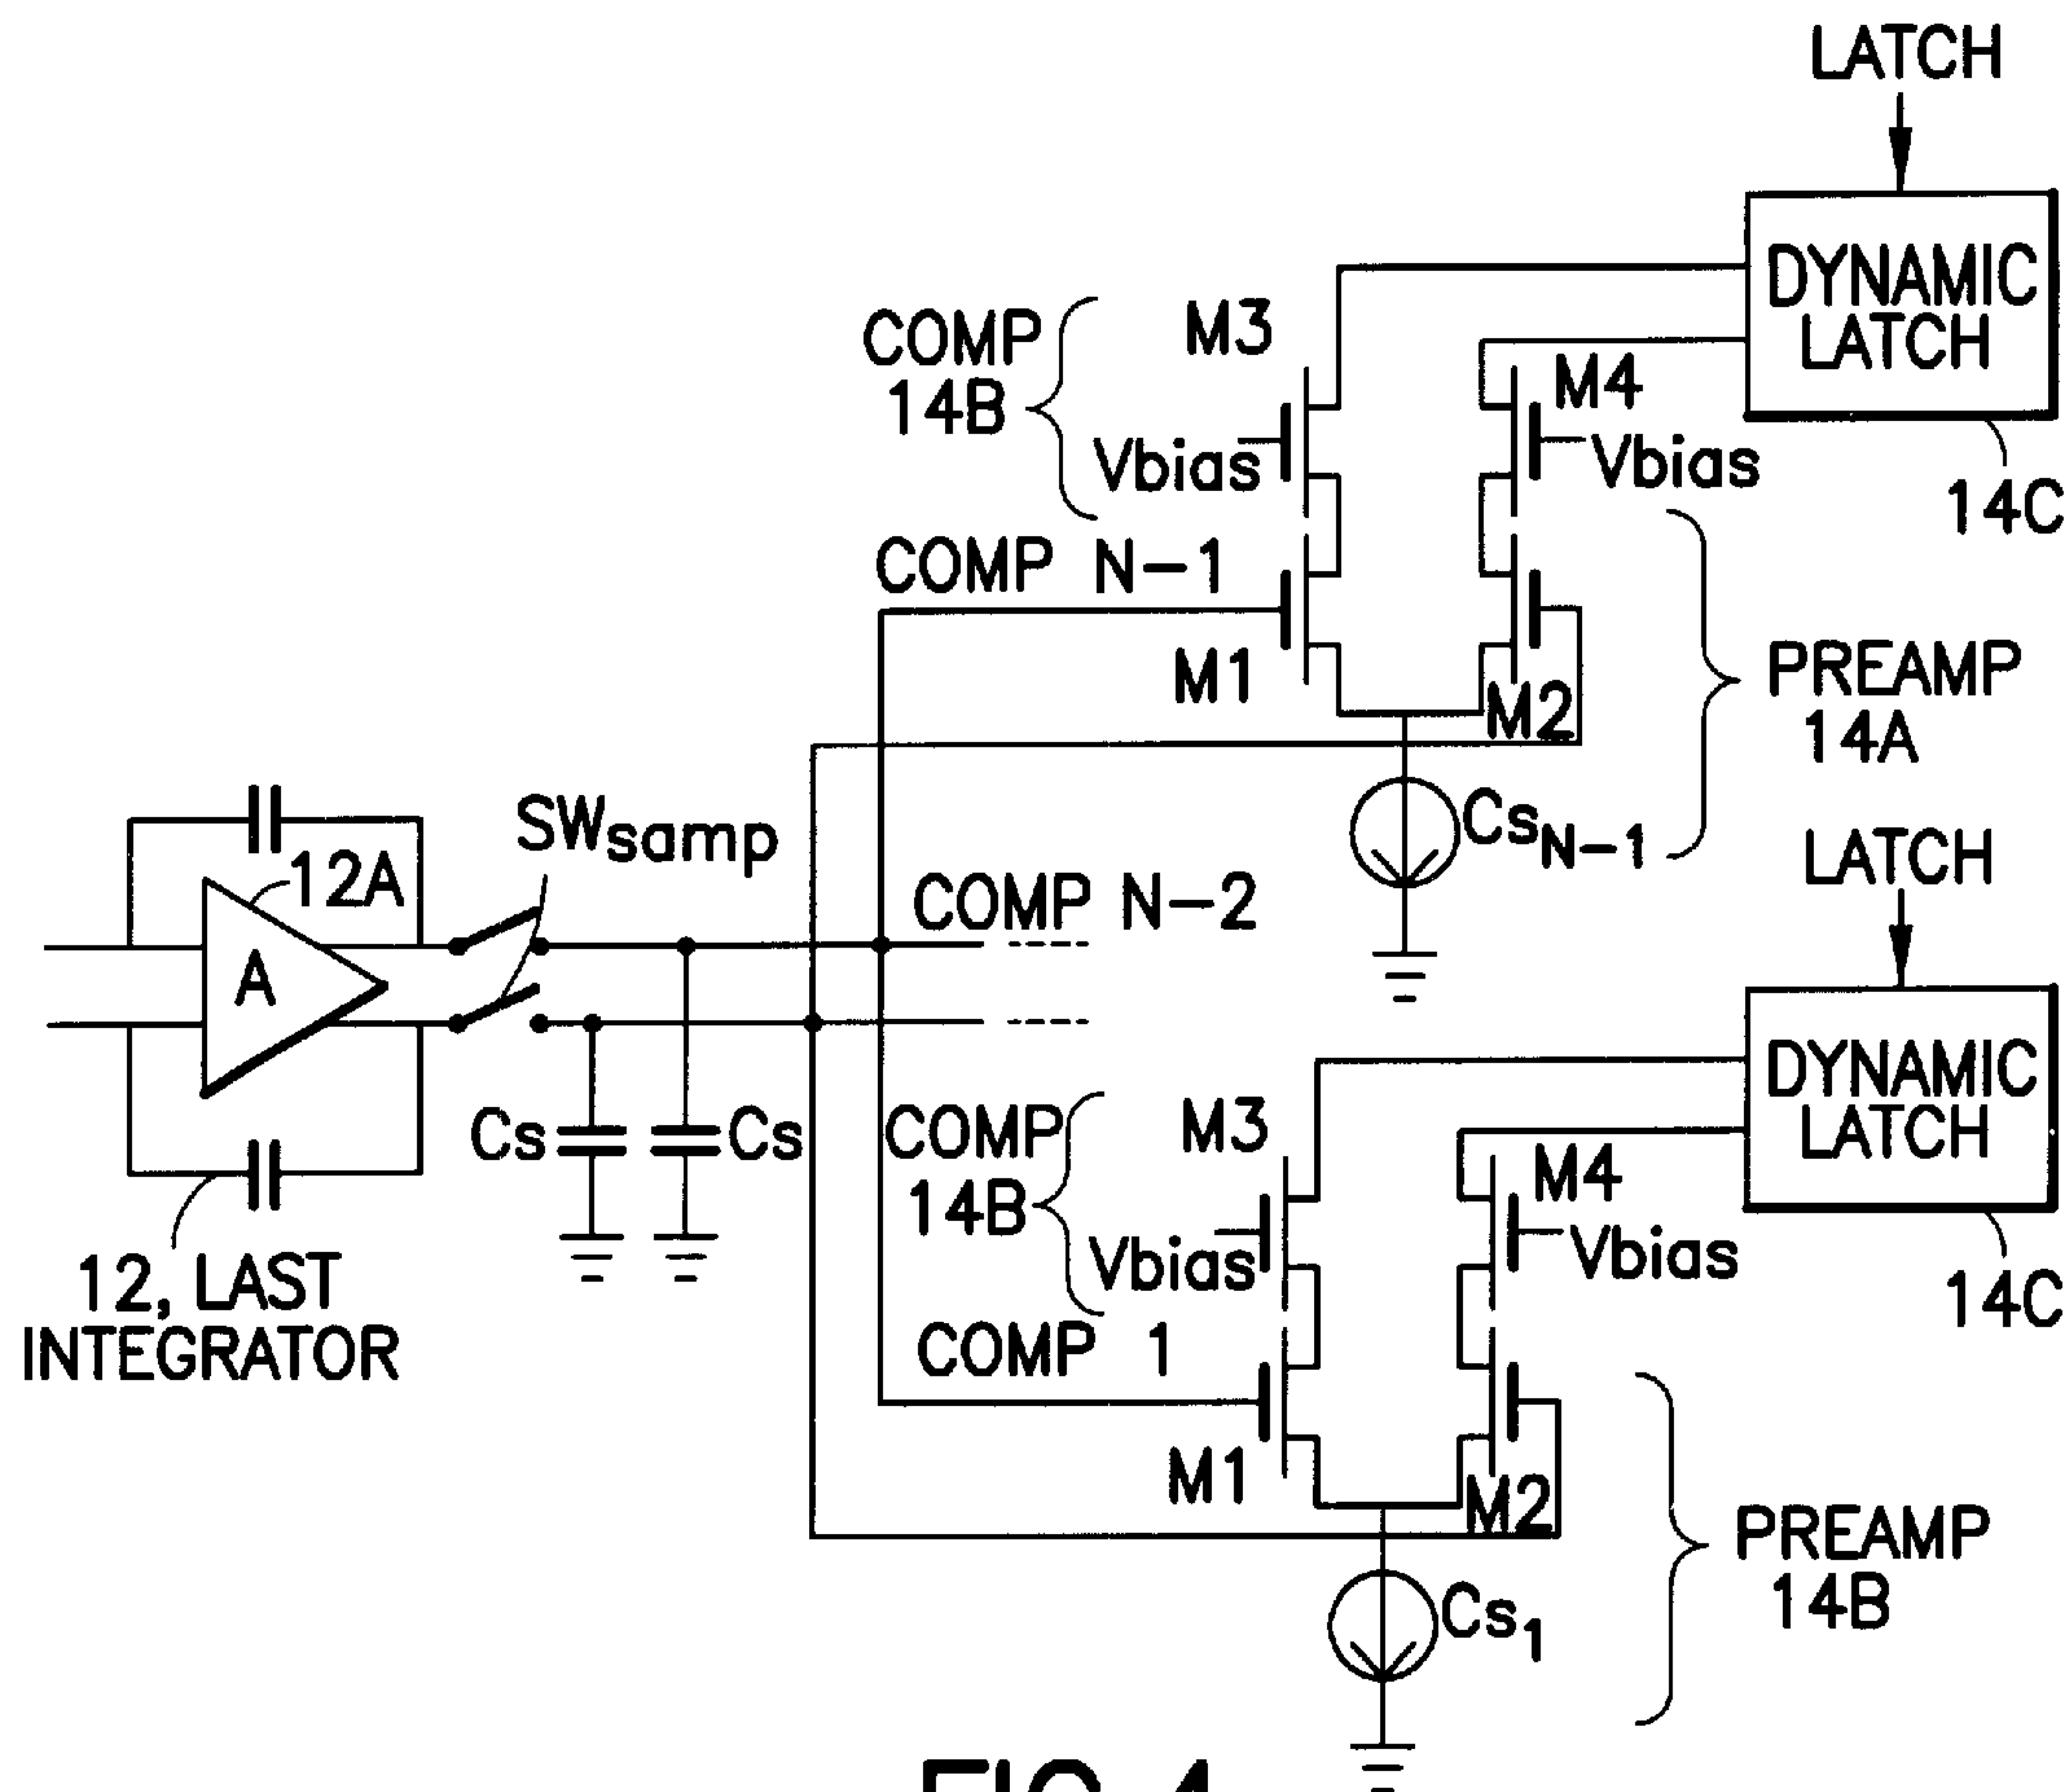 LATCH
DYNAMIC
LATCH
14C
COMP
14B
M3
Vbias
M4
Vbias
COMP N-1
M1
M2
PREAMP
14A
CsN-1
SWsamp
12A
A
COMP N-2
Cs
Cs
12, LAST
INTEGRATOR
LATCH
DYNAMIC
LATCH
14C
COMP
14B
M3
Vbias
M4
Vbias
COMP 1
M1
M2
PREAMP
14B
Cs1